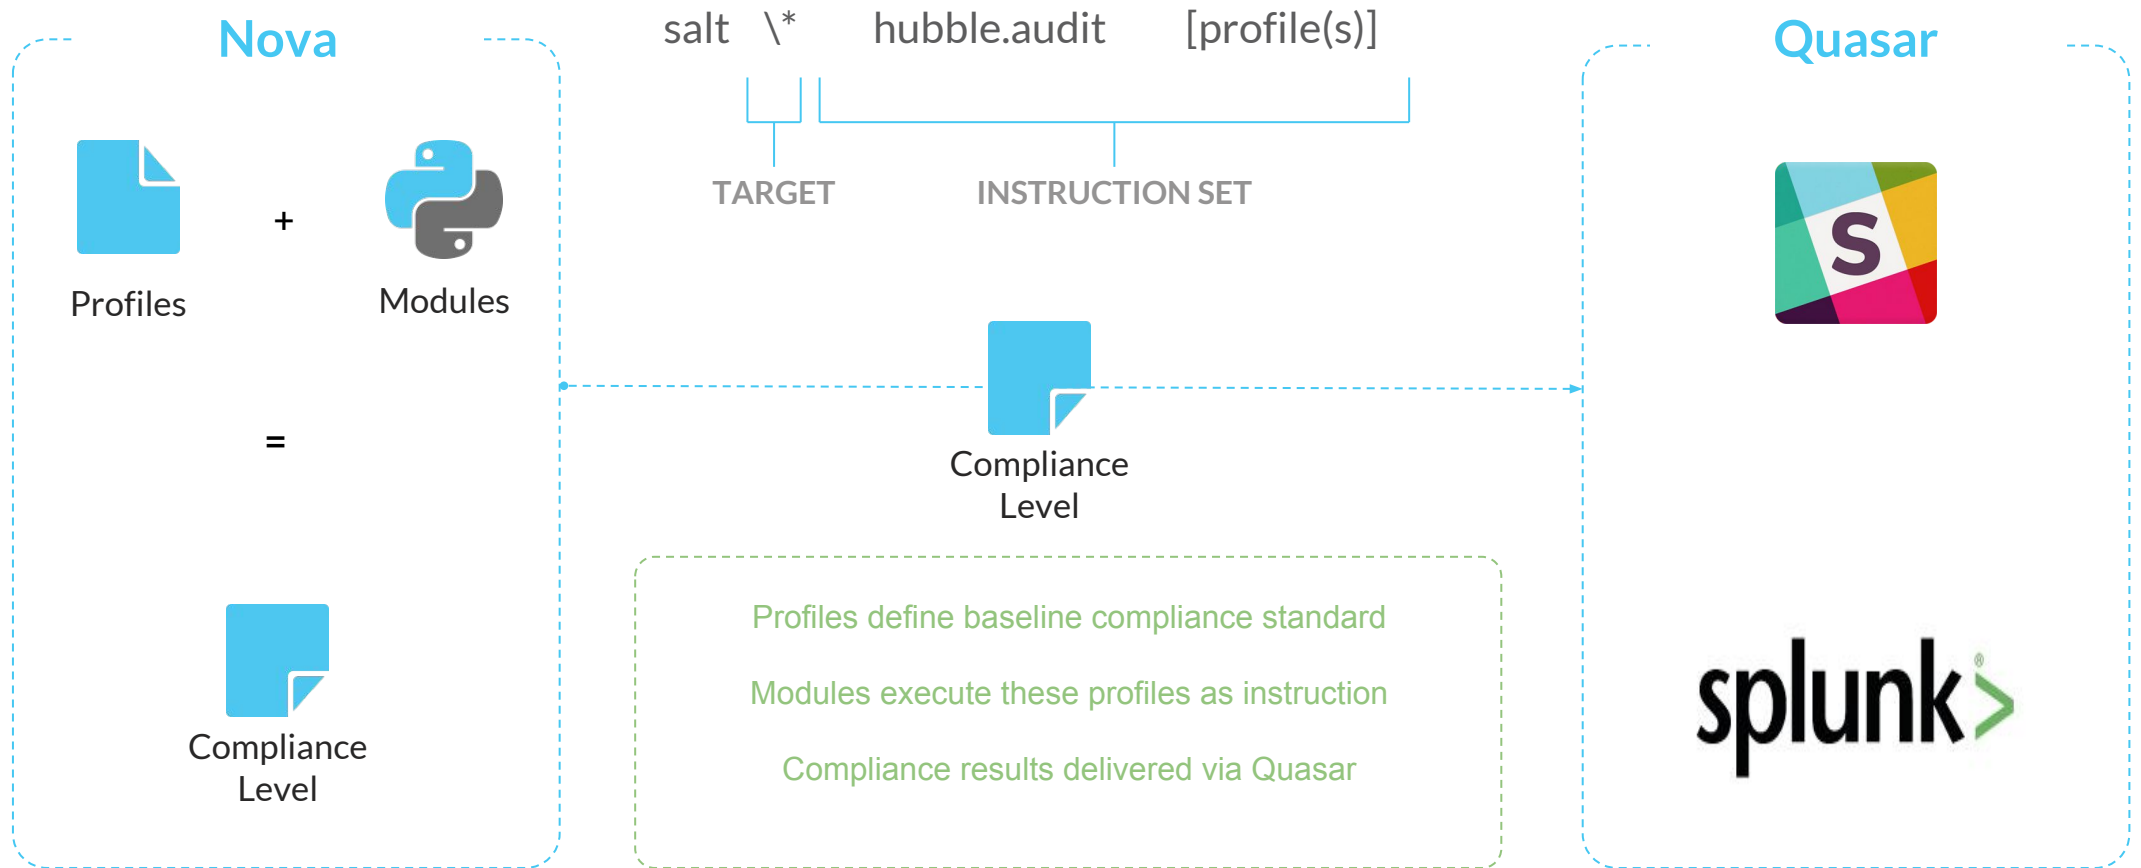 Nova
salt \* hubble.audit [profile(s)]
Quasar
TARGET
INSTRUCTION SET
+
Profiles
Modules
S
=
Compliance
Level
Compliance
Level
Profiles define baseline compliance standard
Modules execute these profiles as instruction
Compliance results delivered via Quasar
splunk>®